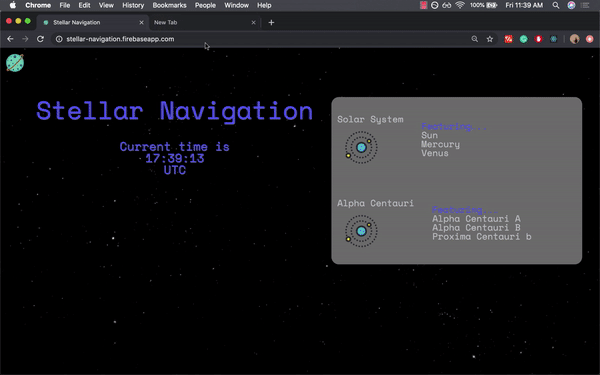 Chrome File Edit View History Bookmarks People Window Help
100% Fri 11:39 AM
Stellar Navigation
New Tab
stellar-navigation.firebaseapp.com
Stellar Navigation
Current time is
17:39:13
UTC
Solar System
Featuring...
Sun
Mercury
Venus
Alpha Centauri
Featuring...
Alpha Centauri A
Alpha Centauri B
Proxima Centauri b